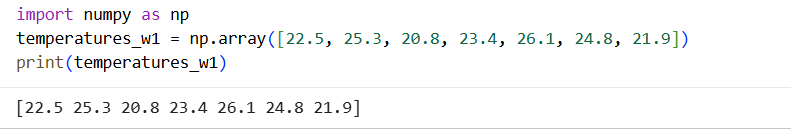 import numpy as np
temperatures_w1 = np.array([22.5, 25.3, 20.8, 23.4, 26.1, 24.8, 21.9])
print(temperatures_w1)
[22.5 25.3 20.8 23.4 26.1 24.8 21.9]